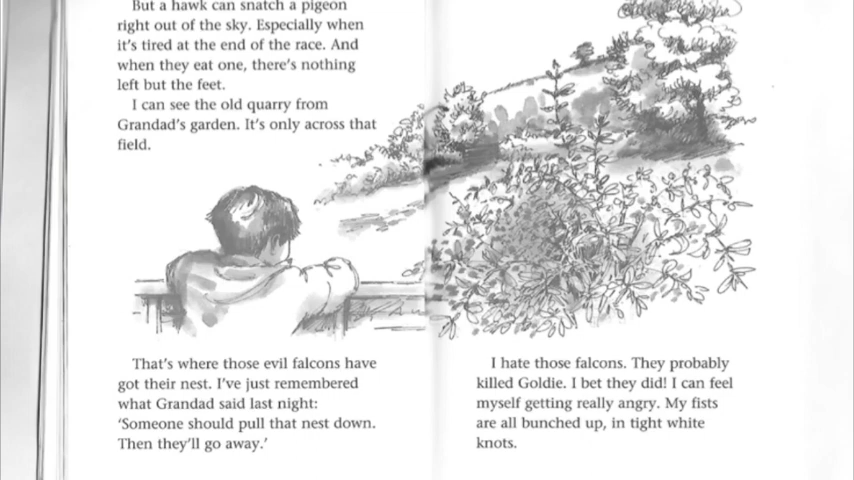 But a hawk can snatch a pigeon
right out of the sky. Especially when
it's tired at the end of the race. And
when they eat one, there's nothing
left but the feet.
I can see the old quarry from
Grandad's garden. It's only across that
field.
That's where those evil falcons have
got their nest. I've just remembered
what Grandad said last night:
‘Someone should pull that nest down.
Then they'll go away.’
I hate those falcons. They probably
killed Goldie. I bet they did! I can feel
myself getting really angry. My fists
are all bunched up, in tight white
knots.